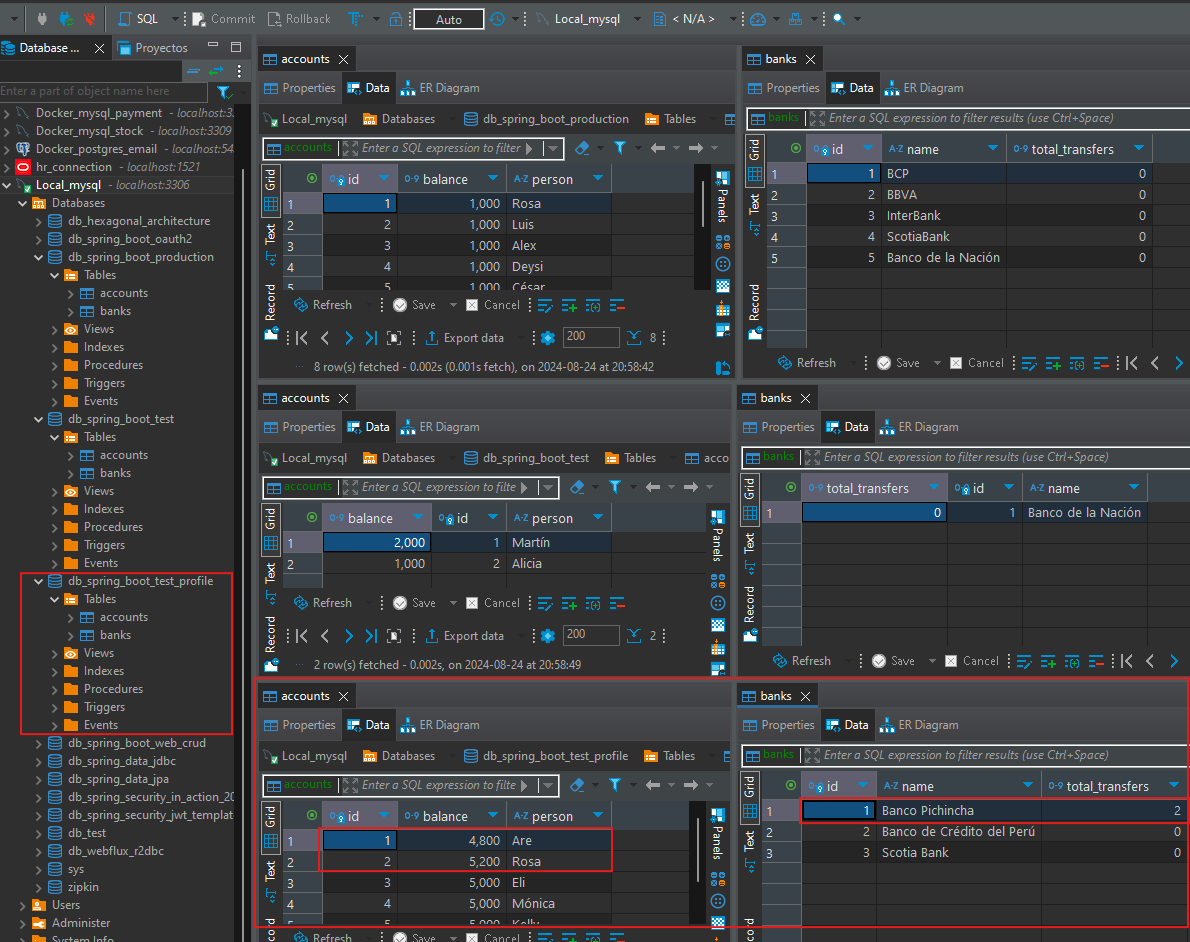 SQL Commit Rollback Auto Local_mysql < N/A >
Database ... Proyectos
Enter a part of object name here
Docker_mysql_payment - localhost:3
Docker_mysql_stock - localhost:3309
Docker_postgres_email - localhost:54
hr_connection - localhost:1521
Local_mysql - localhost:3306
Databases
db_hexagonal_architecture
db_spring_boot_oauth2
db_spring_boot_production
Tables
accounts
banks
Views
Indexes
Procedures
Triggers
Events
db_spring_boot_test
Tables
accounts
banks
Views
Indexes
Procedures
Triggers
Events
db_spring_boot_test_profile
Tables
accounts
banks
Views
Indexes
Procedures
Triggers
Events
db_spring_boot_web_crud
db_spring_data_jdbc
db_spring_data_jpa
db_spring_security_in_action_20
db_spring_security_jwt_templat
db_test
db_webflux_r2dbc
sys
zipkin
Users
Administer
System Info
accounts
Properties Data ER Diagram
Local_mysql Databases db_spring_boot_production Tables
accounts Enter a SQL expression to filter
Grid Text Record
id balance person
1 1 1,000 Rosa
2 2 1,000 Luis
3 3 1,000 Alex
4 4 1,000 Deysi
5 5 1,000 César
Panels
Refresh Save Cancel
Export data 200 8
8 row(s) fetched - 0.002s (0.001s fetch), on 2024-08-24 at 20:58:42
banks
Properties Data ER Diagram
banks Enter a SQL expression to filter results (use Ctrl+Space)
Grid Text Record
id name total_transfers
1 1 BCP 0
2 2 BBVA 0
3 3 InterBank 0
4 4 ScotiaBank 0
5 5 Banco de la Nación 0
Refresh Save Cancel
accounts
Properties Data ER Diagram
Local_mysql Databases db_spring_boot_test Tables acco
accounts Enter a SQL expression to filte
Grid Text Record
balance id person
1 2,000 1 Martín
2 1,000 2 Alicia
Panels
Refresh Save Cancel
Export data 200 2
2 row(s) fetched - 0.002s, on 2024-08-24 at 20:58:49
banks
Properties Data ER Diagram
banks Enter a SQL expression to filter results (use Ctrl+Space)
Grid Text Record
total_transfers id name
1 0 1 Banco de la Nación
Refresh Save Cancel
accounts
Properties Data ER Diagram
Local_mysql Databases db_spring_boot_test_profile Tables
accounts Enter a SQL expression to filte
Grid Text
id balance person
1 1 4,800 Are
2 2 5,200 Rosa
3 3 5,000 Eli
4 4 5,000 Mónica
5 5 5,000 Kelly
Panels
Refresh Save Cancel
banks
Properties Data ER Diagram
banks Enter a SQL expression to filter results (use Ctrl+Space)
Grid Text
id name total_transfers
1 1 Banco Pichincha 2
2 2 Banco de Crédito del Perú 0
3 3 Scotia Bank 0
Refresh Save Cancel